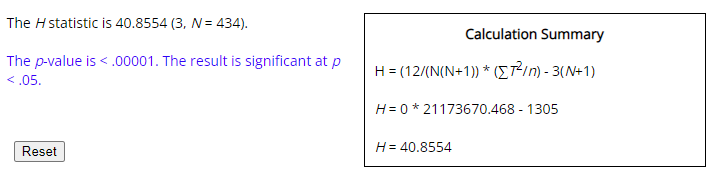 The H statistic is 40.8554 (3, N = 434).
The p-value is < .00001. The result is significant at p
< .05.
Reset
Calculation Summary
H = (12/(N(N+1)) * (∑T²/n) - 3(N+1)
H = 0 * 21173670.468 - 1305
H = 40.8554